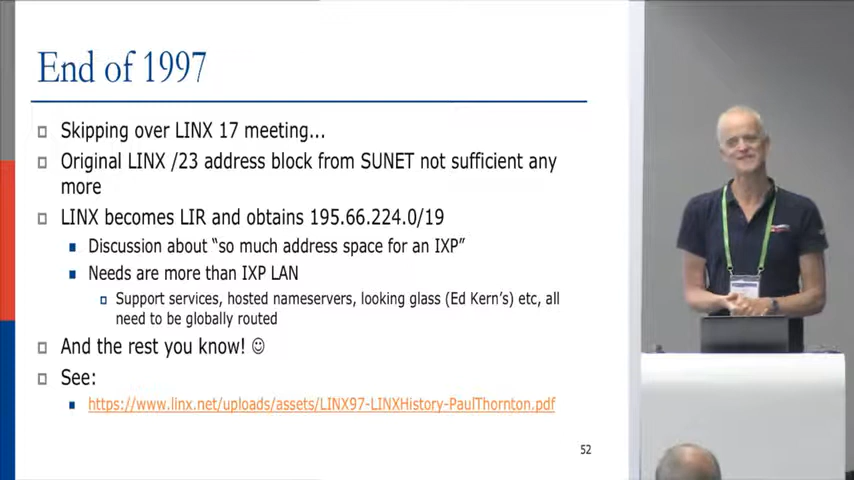 End of 1997
Skipping over LINX 17 meeting...
Original LINX /23 address block from SUNET not sufficient any
more
LINX becomes LIR and obtains 195.66.224.0/19
Discussion about “so much address space for an IXP”
Needs are more than IXP LAN
Support services, hosted nameservers, looking glass (Ed Kern’s) etc, all
need to be globally routed
And the rest you know! ☺
See:
https://www.linx.net/uploads/assets/LINX97-LINXHistory-PaulThornton.pdf
52